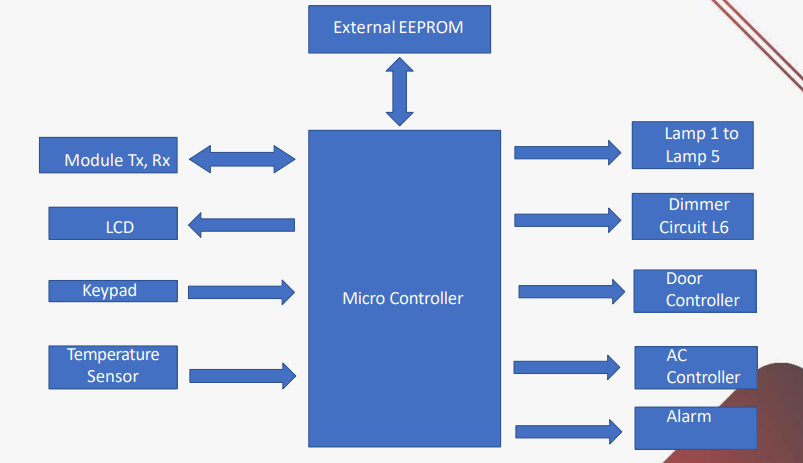 External EEPROM
Module Tx, Rx
LCD
Keypad
Temperature
Sensor
Micro Controller
Lamp 1 to
Lamp 5
Dimmer
Circuit L6
Door
Controller
AC
Controller
Alarm